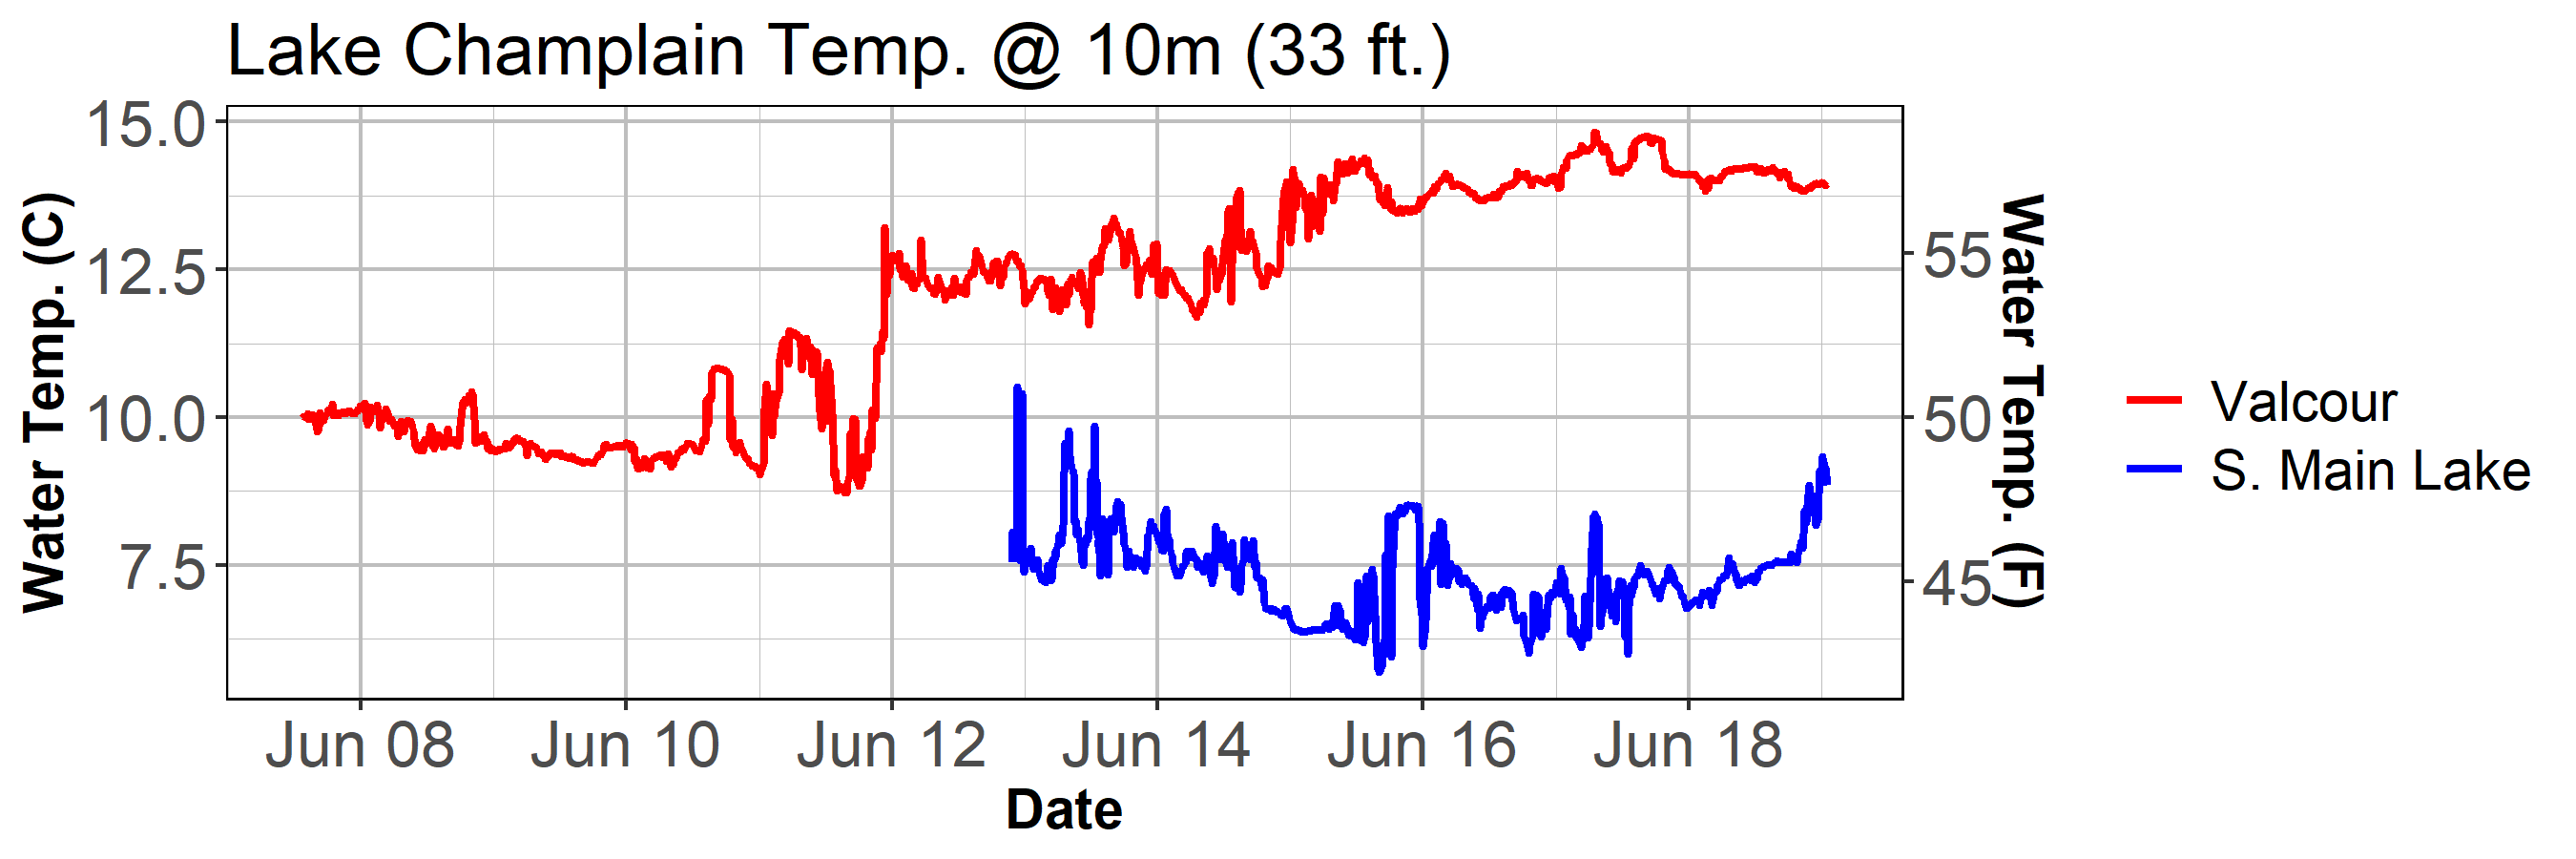 Lake Champlain Temp. @ 10m (33 ft.)
Water Temp. (C)
15.0
12.5
10.0
7.5
Water Temp. (F)
55
50
45
Jun 08
Jun 10
Jun 12
Jun 14
Jun 16
Jun 18
Date
Valcour
S. Main Lake